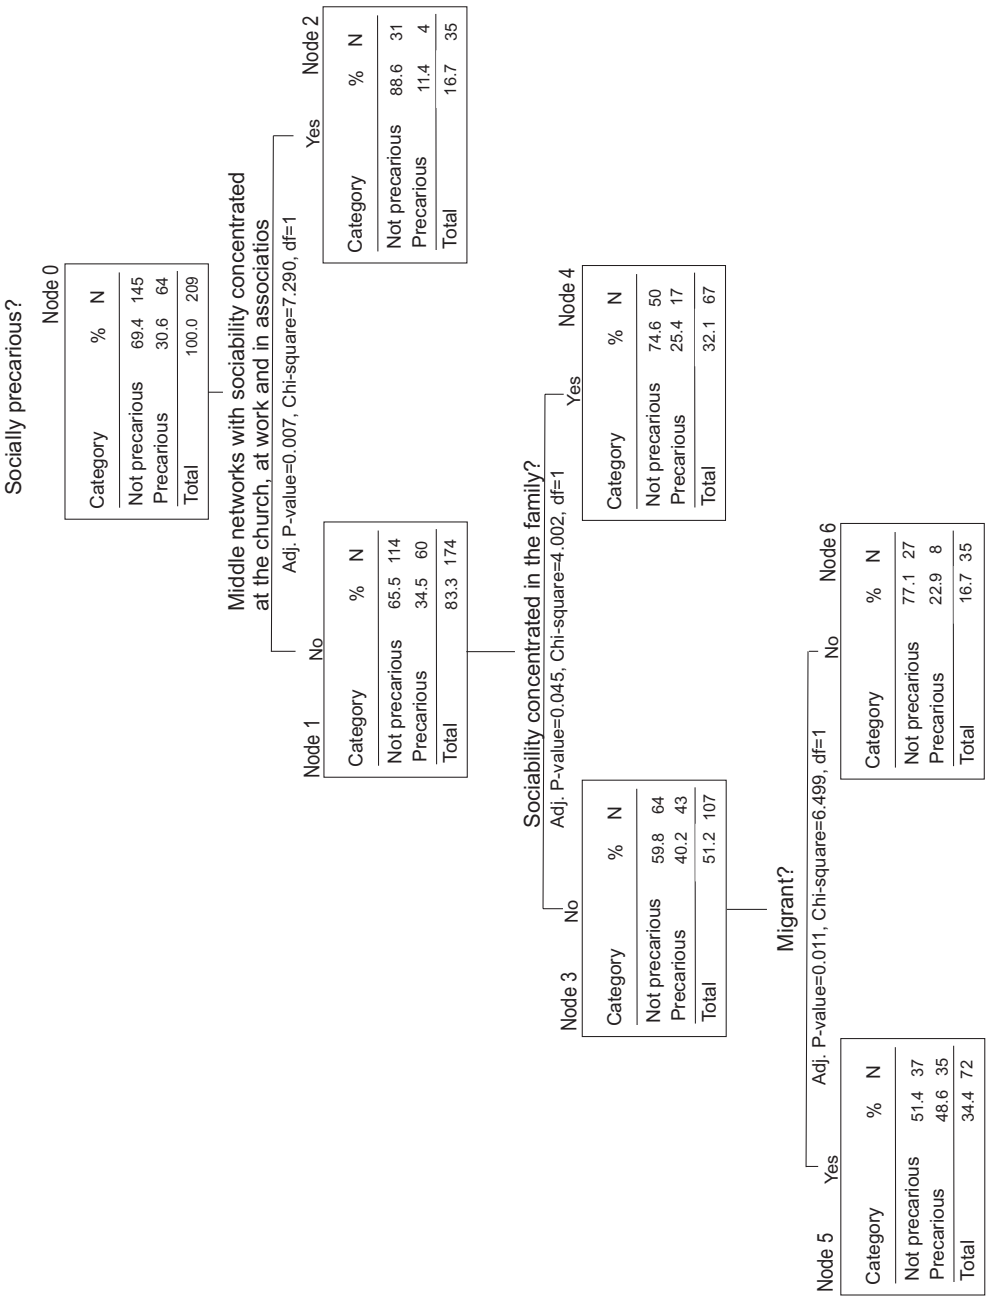 Socially precarious?
Node 0
Category % N
Not precarious 69.4 145
Precarious 30.6 64
Total 100.0 209
Middle networks with sociability concentrated
at the church, at work and in associatios
Adj. P-value=0.007, Chi-square=7.290, df=1
No
Yes
Node 1
Category % N
Not precarious 65.5 114
Precarious 34.5 60
Total 83.3 174
Node 2
Category % N
Not precarious 88.6 31
Precarious 11.4 4
Total 16.7 35
Sociability concentrated in the family?
Adj. P-value=0.045, Chi-square=4.002, df=1
No
Yes
Node 3
Category % N
Not precarious 59.8 64
Precarious 40.2 43
Total 51.2 107
Node 4
Category % N
Not precarious 74.6 50
Precarious 25.4 17
Total 32.1 67
Migrant?
Adj. P-value=0.011, Chi-square=6.499, df=1
Yes
No
Node 5
Category % N
Not precarious 51.4 37
Precarious 48.6 35
Total 34.4 72
Node 6
Category % N
Not precarious 77.1 27
Precarious 22.9 8
Total 16.7 35